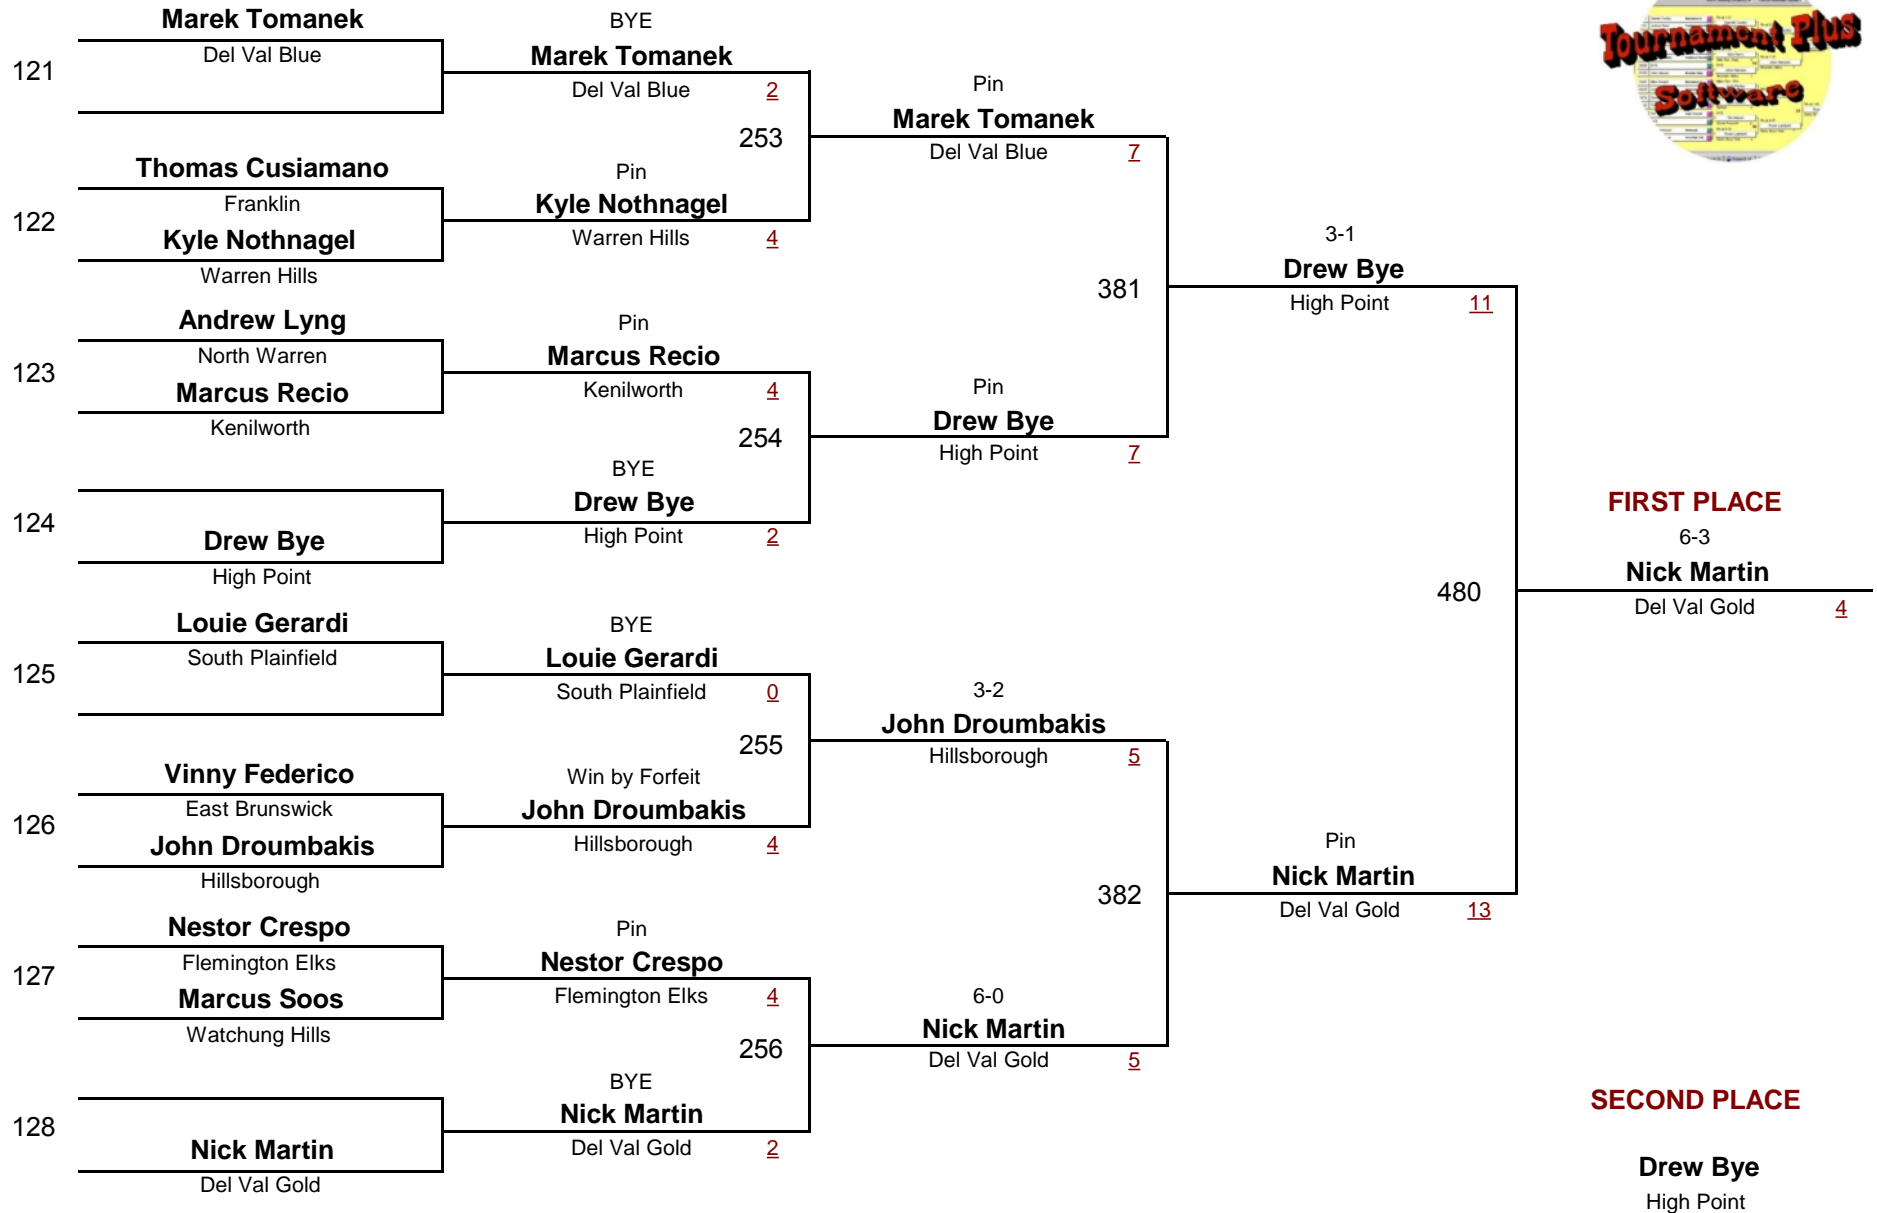 Tournament Plus
Software
Marek Tomanek
Del Val Blue
121
Thomas Cusiamano
Franklin
122
Kyle Nothnagel
Warren Hills
Andrew Lyng
North Warren
123
Marcus Recio
Kenilworth
124
Drew Bye
High Point
Louie Gerardi
South Plainfield
125
Vinny Federico
East Brunswick
126
John Droumbakis
Hillsborough
Nestor Crespo
Flemington Elks
127
Marcus Soos
Watchung Hills
128
Nick Martin
Del Val Gold
BYE
Marek Tomanek
Del Val Blue 2
253
Pin
Kyle Nothnagel
Warren Hills 4
Pin
Marcus Recio
Kenilworth 4
254
BYE
Drew Bye
High Point 2
BYE
Louie Gerardi
South Plainfield 0
255
Win by Forfeit
John Droumbakis
Hillsborough 4
Pin
Nestor Crespo
Flemington Elks 4
256
BYE
Nick Martin
Del Val Gold 2
Pin
Marek Tomanek
Del Val Blue 7
381
Pin
Drew Bye
High Point 7
3-2
John Droumbakis
Hillsborough 5
382
6-0
Nick Martin
Del Val Gold 5
3-1
Drew Bye
High Point 11
480
Pin
Nick Martin
Del Val Gold 13
FIRST PLACE
6-3
Nick Martin
Del Val Gold 4
SECOND PLACE
Drew Bye
High Point